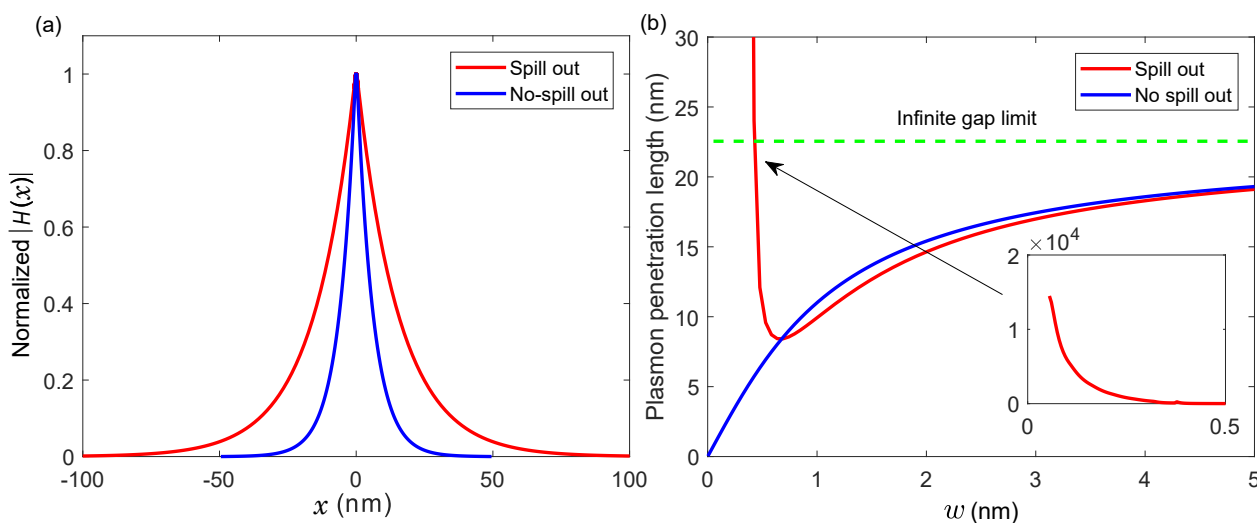 (a)
Spill out
No-spill out
Normalized |H(x)|
1
0.8
0.6
0.4
0.2
0
-100
-50
0
50
100
x (nm)
(b)
Spill out
No spill out
Infinite gap limit
Plasmon penetration length (nm)
30
25
20
15
10
5
0
0
1
2
3
4
5
w (nm)
× 10⁴
2
1
0
0
0.5